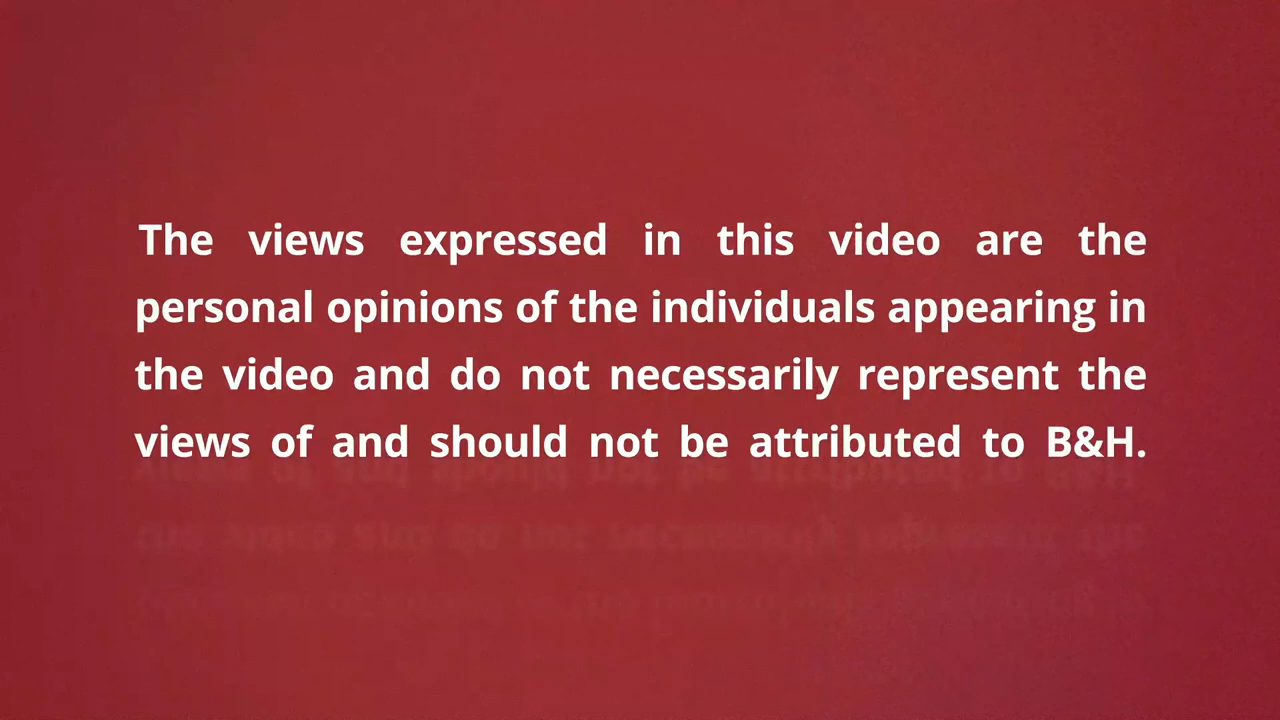 The views expressed in this video are the
personal opinions of the individuals appearing in
the video and do not necessarily represent the
views of and should not be attributed to B&H.